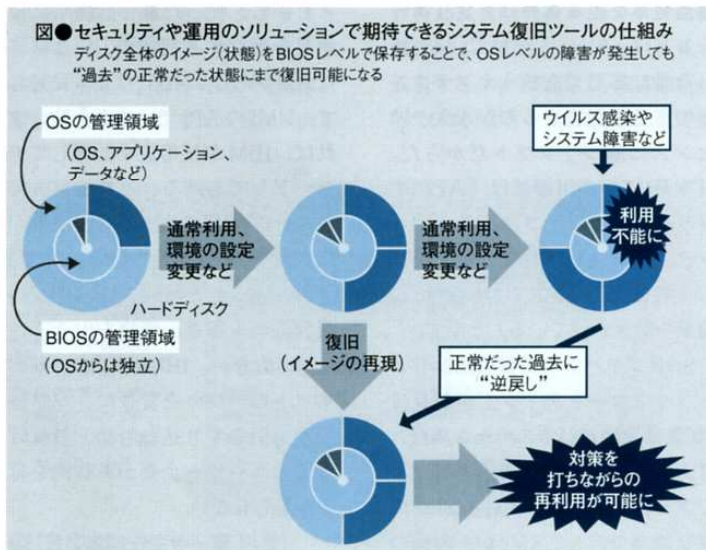 図●セキュリティや運用のソリューションで期待できるシステム復旧ツールの仕組み
ディスク全体のイメージ(状態)をBIOSレベルで保存することで、OSレベルの障害が発生しても
“過去”の正常だった状態にまで復旧可能になる
OSの管理領域
(OS、アプリケーション、
データなど)
ウイルス感染や
システム障害など
通常利用、
環境の設定
変更など
通常利用、
環境の設定
変更など
利用
不能に
ハードディスク
BIOSの管理領域
(OSからは独立)
復旧
(イメージの再現)
正常だった過去に
“逆戻し”
対策を
打ちながらの
再利用が可能に